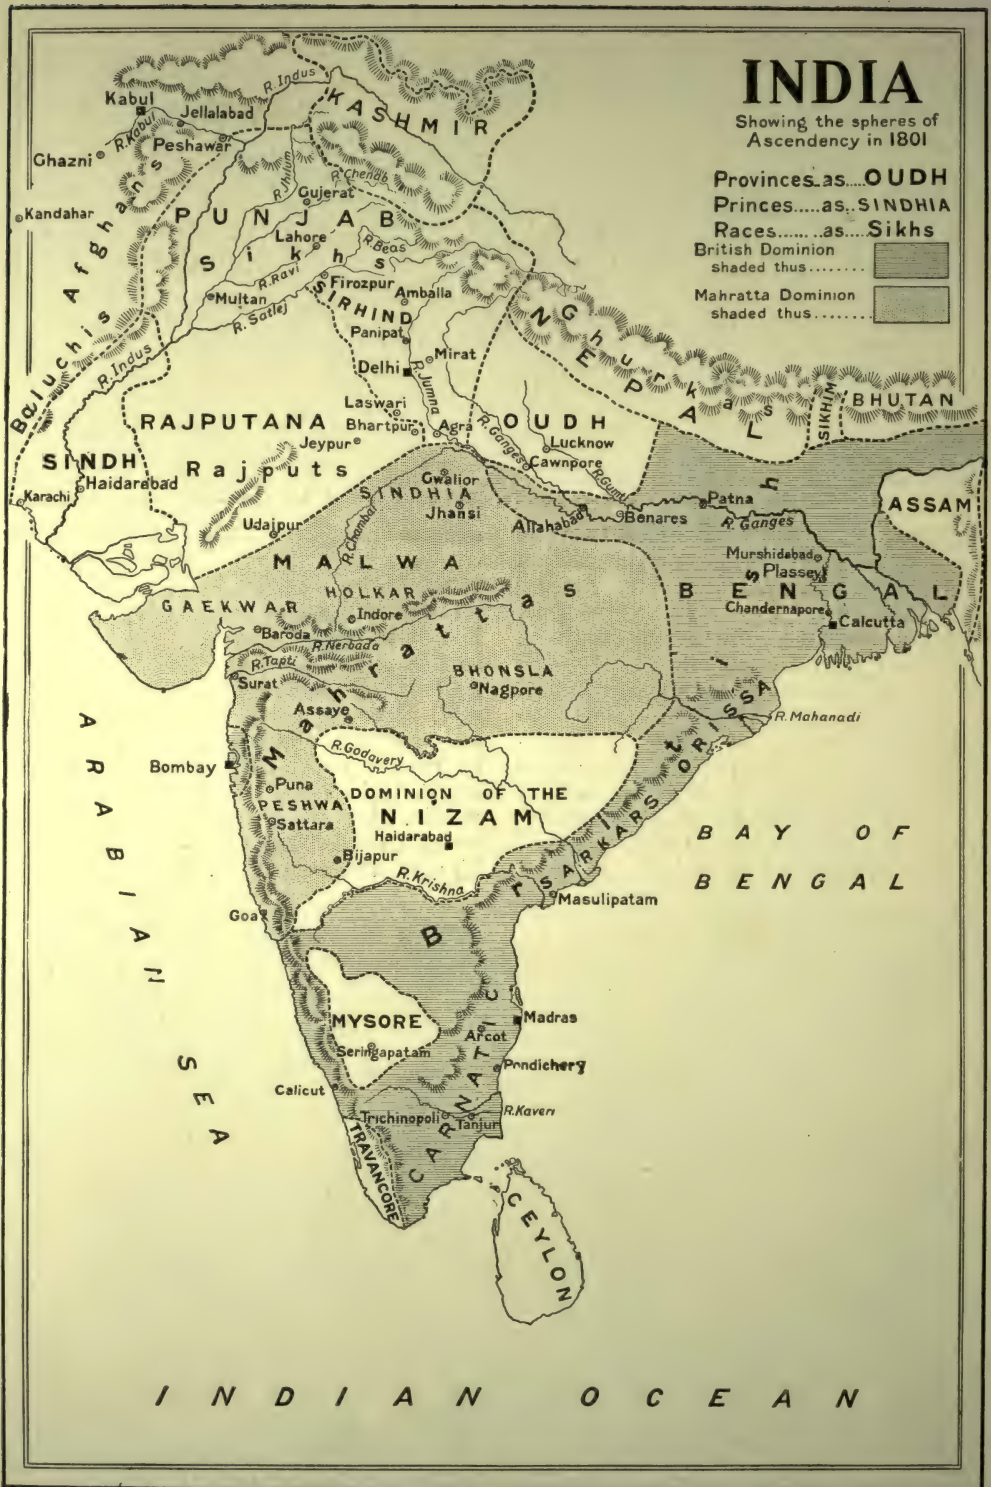 INDIA
Showing the spheres of
Ascendency in 1801
Provinces as.....OUDH
Princes.....as..SINDHIA
Races.......as....Sikhs
British Dominion
shaded thus........
Mahratta Dominion
shaded thus........
R. Indus
Kabul
Jellalabad
R. Kabul
Peshawar
Ghazni
Kandahar
Afghans
Baluchis
KASHMIR
R. Jhelum
R. Chenab
Gujerat
PUNJAB
Lahore
R. Beas
Sikhs
R. Ravi
Firozpur
Amballa
Multan
R. Satlej
SIRHIND
Panipat
Mirat
Delhi
R. Jumna
R. Indus
NEPAL
Ghurkas
SIKHIM
BHUTAN
Laswari
RAJPUTANA
Bhartpur
Agra
OUDH
Jeypur
Rajputs
R. Ganges
Lucknow
Cawnpore
R. Gumti
SINDH
Haidarabad
Karachi
Udaipur
Gwalior
SINDHIA
Jhansi
R. Chambal
Allahabad
Benares
Patna
R. Ganges
ASSAM
MALWA
Murshidabad
Plassey
BENGAL
HOLKAR
Indore
GAEKWAR
Chandernapore
Calcutta
Baroda
R. Nerbada
R. Tapti
Surat
Mahrattas
BHONSLA
Nagpore
Assaye
ORISSA
R. Mahanadi
R. Godavery
Bombay
Puna
PESHWA
Sattara
DOMINION OF THE
NIZAM
Haidarabad
Bijapur
SARKARS
R. Krishna
Masulipatam
Goa
British
MYSORE
Seringapatam
Madras
Arcot
Pondichery
CARNATIC
Calicut
Trichinopoli
Tanjur
R. Kaveri
TRAVANCORE
CEYLON
ARABIAN SEA
BAY OF
BENGAL
INDIAN OCEAN